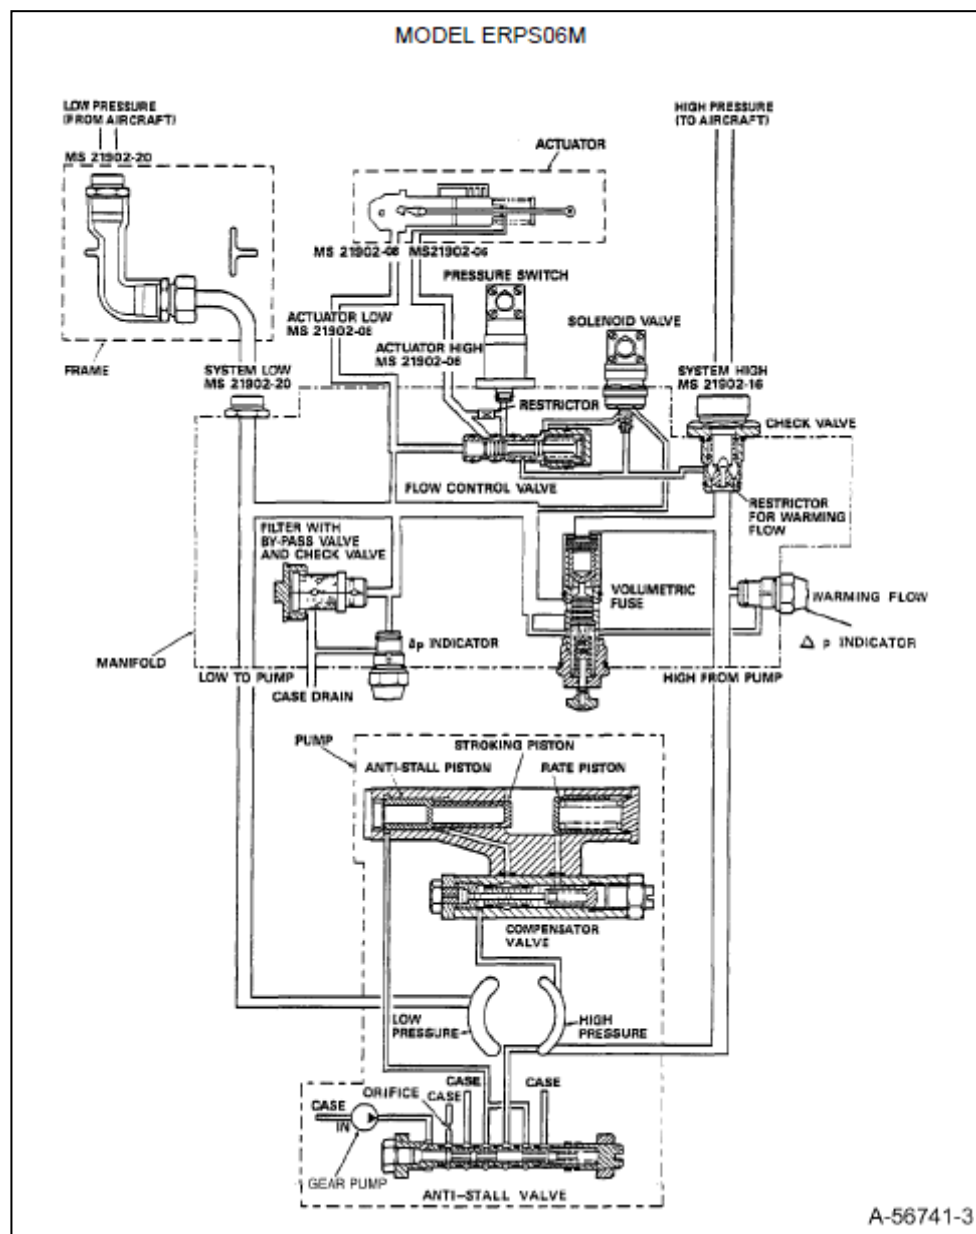 MODEL ERPS06M
LOW PRESSURE
(FROM AIRCRAFT)
MS 21902-20
HIGH PRESSURE
(TO AIRCRAFT)
ACTUATOR
MS 21902-08 MS21902-06
PRESSURE SWITCH
ACTUATOR LOW
MS 21902-08
ACTUATOR HIGH
MS 21902-06
SOLENOID VALVE
FRAME
SYSTEM LOW
MS 21902-20
SYSTEM HIGH
MS 21902-16
RESTRICTOR
CHECK VALVE
FLOW CONTROL VALVE
RESTRICTOR
FOR WARMING
FLOW
FILTER WITH
BY-PASS VALVE
AND CHECK VALVE
VOLUMETRIC
FUSE
WARMING FLOW
Δ p INDICATOR
δp INDICATOR
MANIFOLD
LOW TO PUMP
CASE DRAIN
HIGH FROM PUMP
PUMP
STROKING PISTON
ANTI-STALL PISTON
RATE PISTON
COMPENSATOR
VALVE
LOW
PRESSURE
HIGH
PRESSURE
CASE
CASE
ORIFICE
CASE
CASE
IN
GEAR PUMP
ANTI-STALL VALVE
A-56741-3